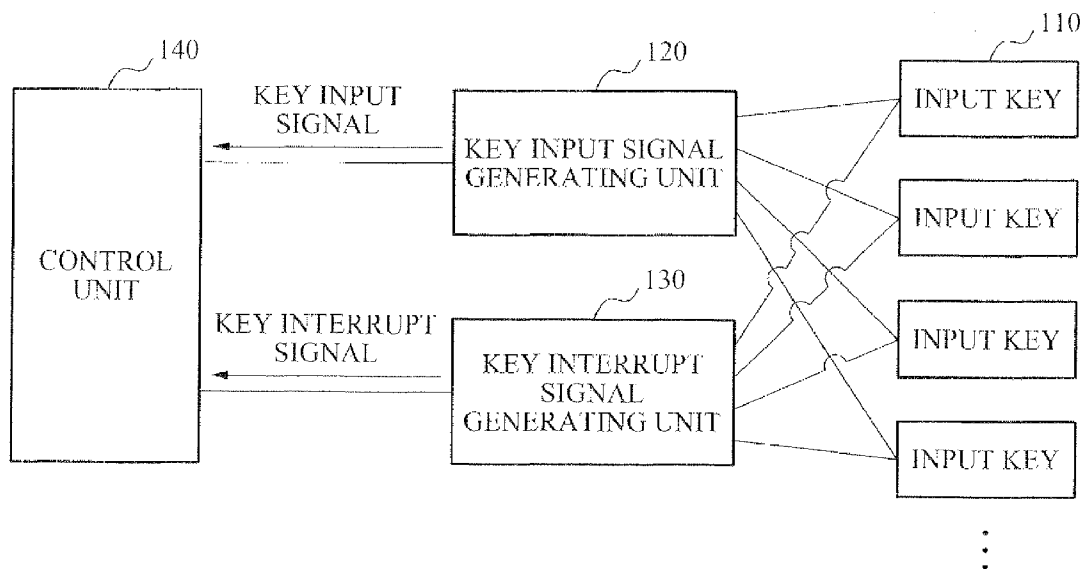 110
140
120
KEY INPUT
SIGNAL
INPUT KEY
KEY INPUT SIGNAL
GENERATING UNIT
INPUT KEY
CONTROL
UNIT
130
KEY INTERRUPT
SIGNAL
INPUT KEY
KEY INTERRUPT
SIGNAL
GENERATING UNIT
INPUT KEY